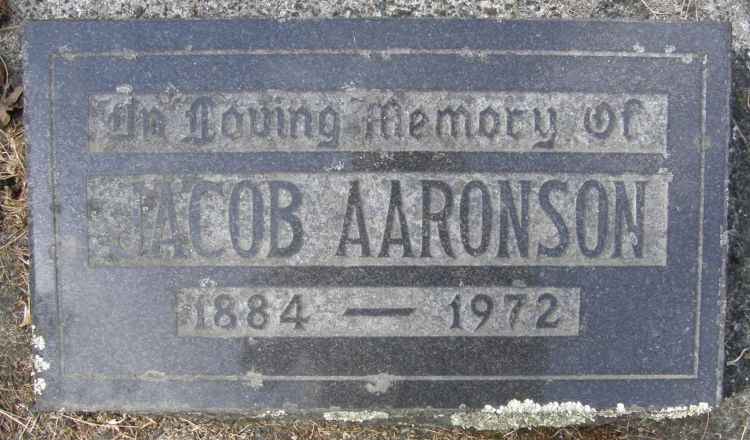 In Loving Memory Of
JACOB AARONSON
1884 — 1972